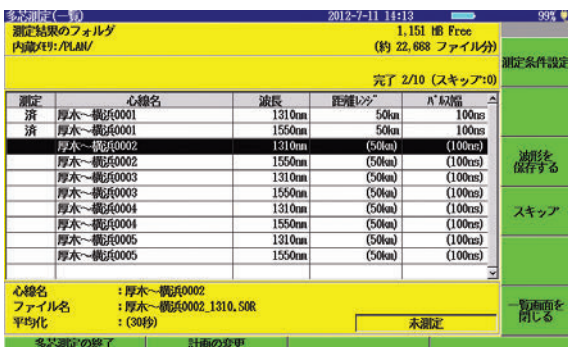 多芯測定(一覧) 2012-7-11 14:13 99%
測定結果のフォルダ 1,151 MB Free
内蔵メモリ:/PLAN/ (約 22,668 ファイル分)
完了 2/10 (スキップ:0)
測定条件設定
測定 心線名 波長 距離レンジ パルス幅
済 厚木～横浜0001 1310nm 50km 100ns
済 厚木～横浜0001 1550nm 50km 100ns
厚木～横浜0002 1310nm (50km) (100ns)
厚木～横浜0002 1550nm (50km) (100ns)
厚木～横浜0003 1310nm (50km) (100ns)
厚木～横浜0003 1550nm (50km) (100ns)
厚木～横浜0004 1310nm (50km) (100ns)
厚木～横浜0004 1550nm (50km) (100ns)
厚木～横浜0005 1310nm (50km) (100ns)
厚木～横浜0005 1550nm (50km) (100ns)
波形を
保存する
スキップ
心線名 :厚木～横浜0002
ファイル名 :厚木～横浜0002_1310.SOR
平均化 :(30秒) 未測定
一覧画面を
閉じる
多芯測定の終了 計画の変更